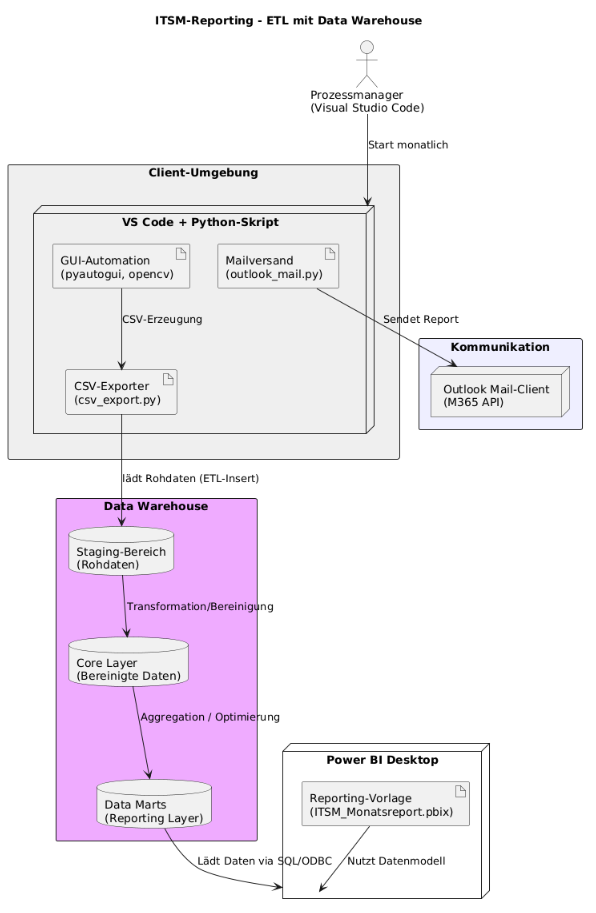 ITSM-Reporting - ETL mit Data Warehouse
Prozessmanager
(Visual Studio Code)
Start monatlich
Client-Umgebung
VS Code + Python-Skript
GUI-Automation
(pyautogui, opencv)
Mailversand
(outlook_mail.py)
CSV-Erzeugung
Sendet Report
Kommunikation
CSV-Exporter
(csv_export.py)
Outlook Mail-Client
(M365 API)
lädt Rohdaten (ETL-Insert)
Data Warehouse
Staging-Bereich
(Rohdaten)
Transformation/Bereinigung
Core Layer
(Bereinigte Daten)
Aggregation / Optimierung
Power BI Desktop
Data Marts
(Reporting Layer)
Reporting-Vorlage
(ITSM_Monatsreport.pbix)
Lädt Daten via SQL/ODBC
Nutzt Datenmodell